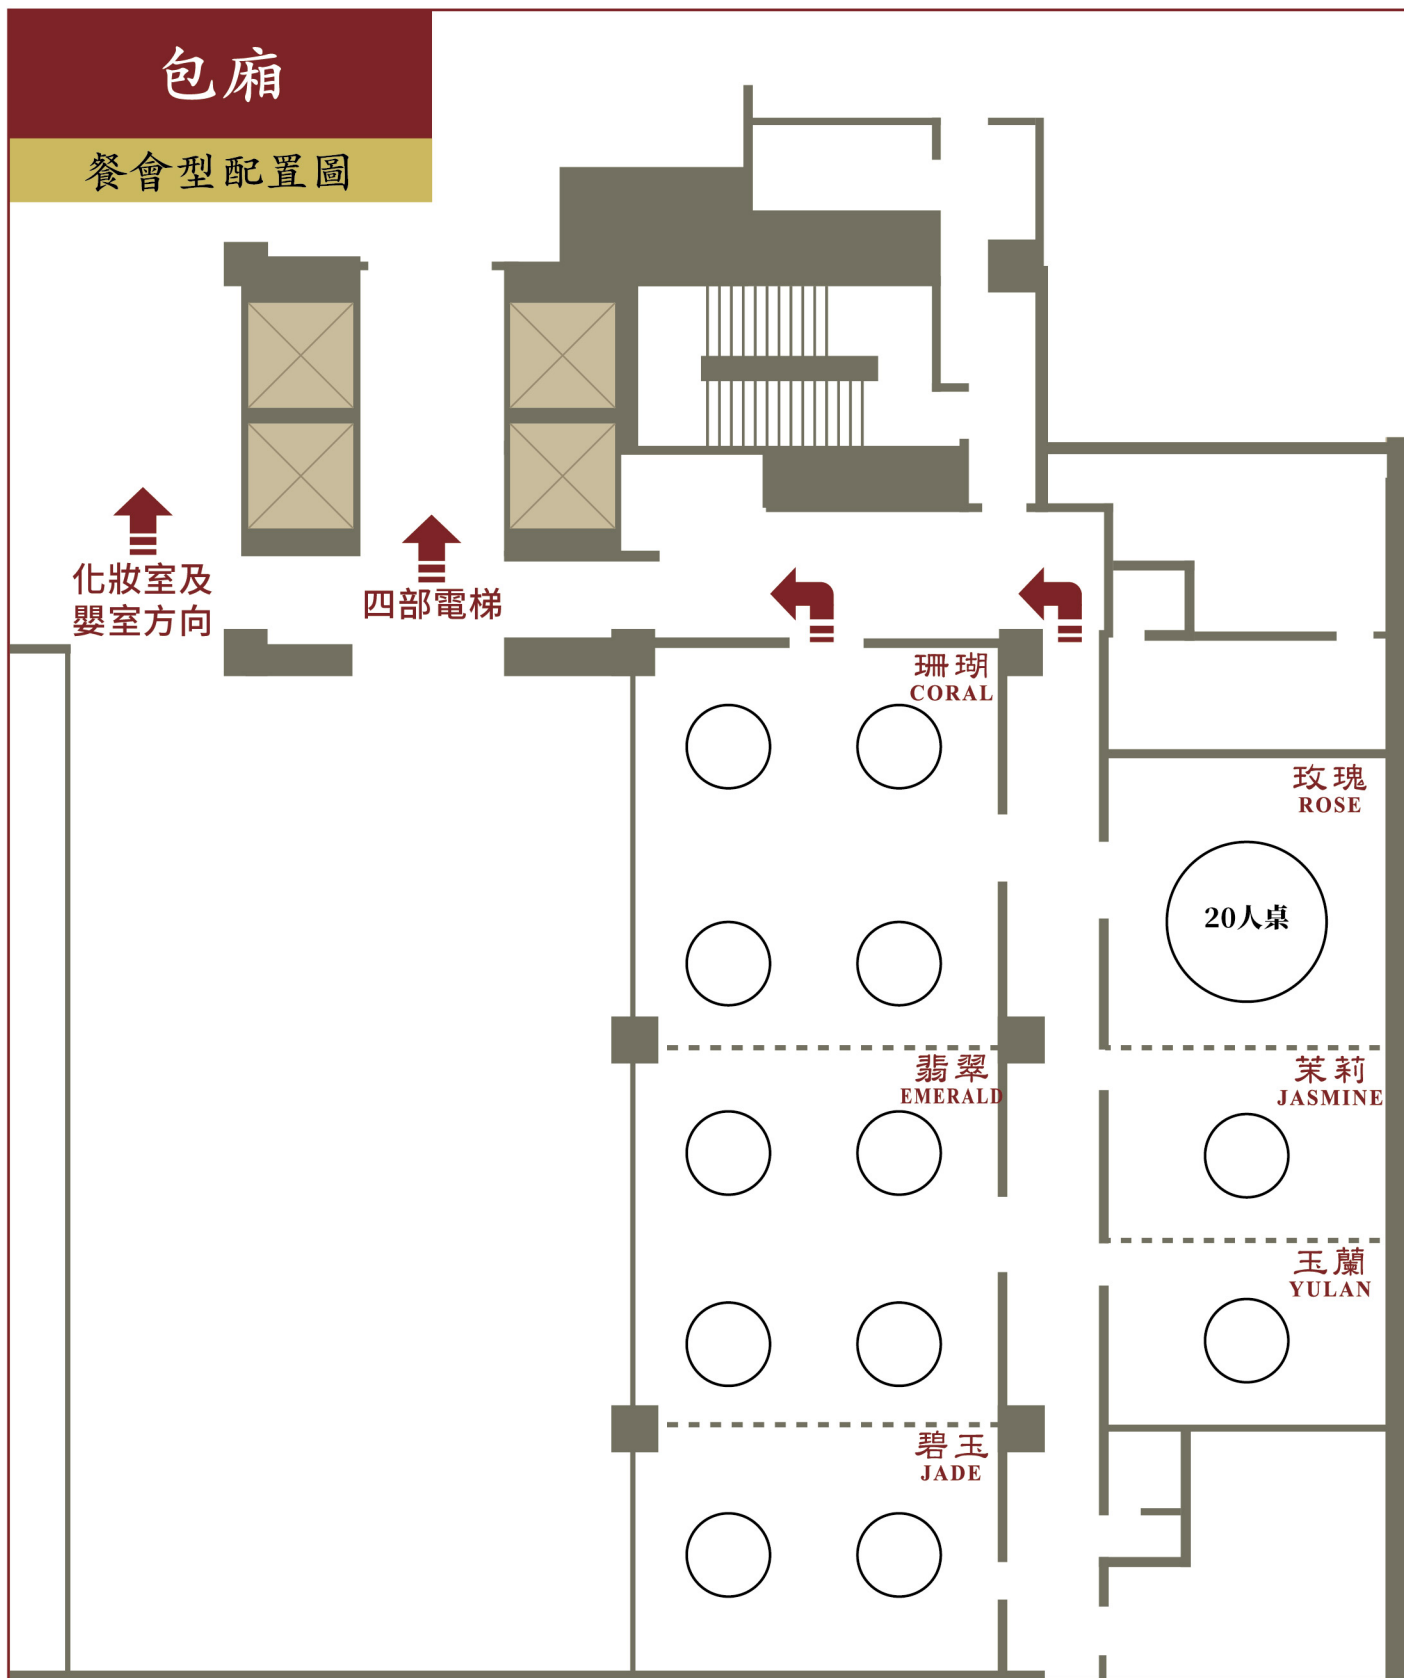 包廂
餐會型配置圖
化妝室及
嬰室方向
四部電梯
珊瑚
CORAL
玫瑰
ROSE
20人桌
翡翠
EMERALD
茉莉
JASMINE
玉蘭
YULAN
碧玉
JADE